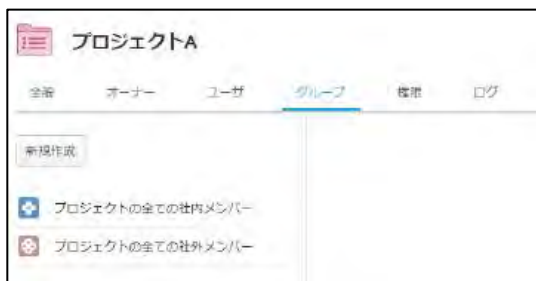 プロジェクトA
全般 オーナー ユーザ グループ 権限 ログ
新規作成
プロジェクトの全ての社内メンバー
プロジェクトの全ての社外メンバー